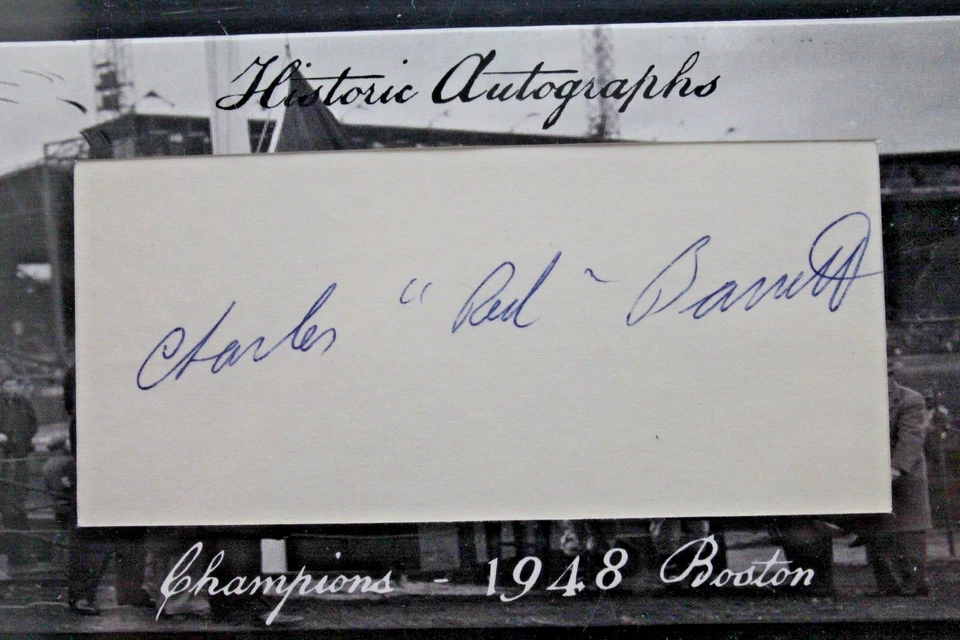 Historic Autographs
Charles "Red" Barrett
Champions - 1948 Boston